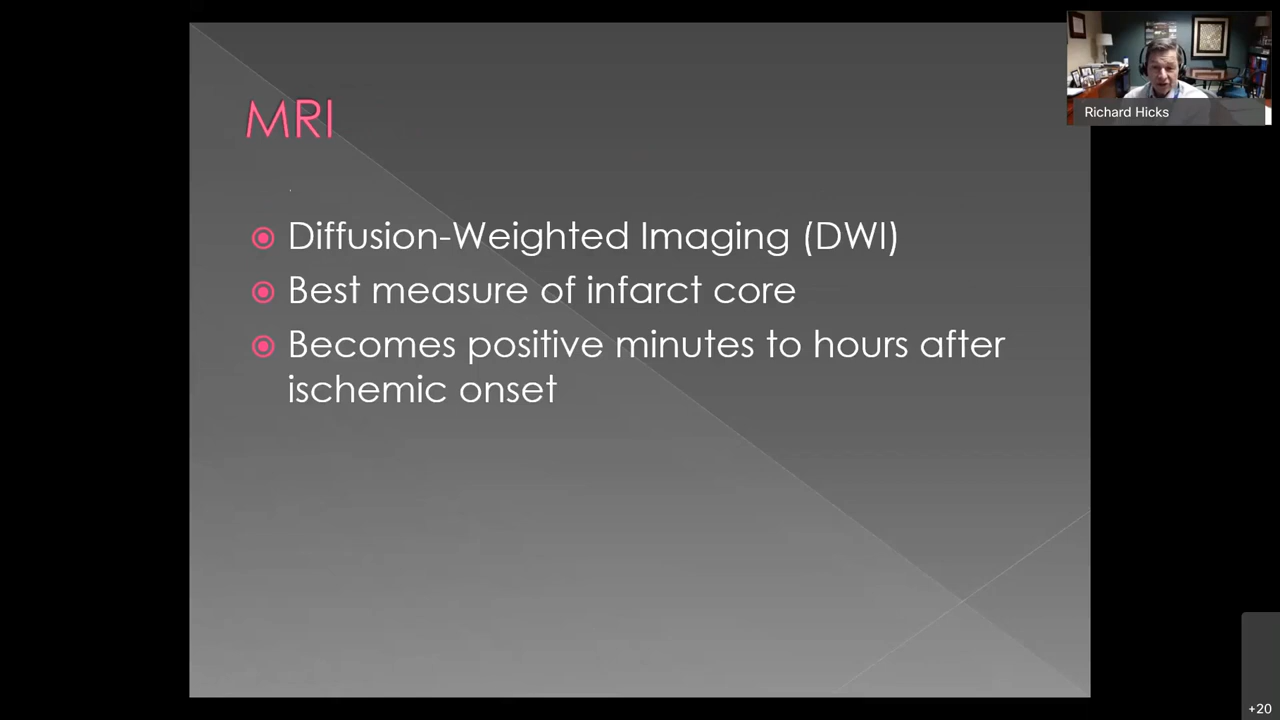 MRI
Diffusion-Weighted Imaging (DWI)
Best measure of infarct core
Becomes positive minutes to hours after
ischemic onset
Richard Hicks
+20